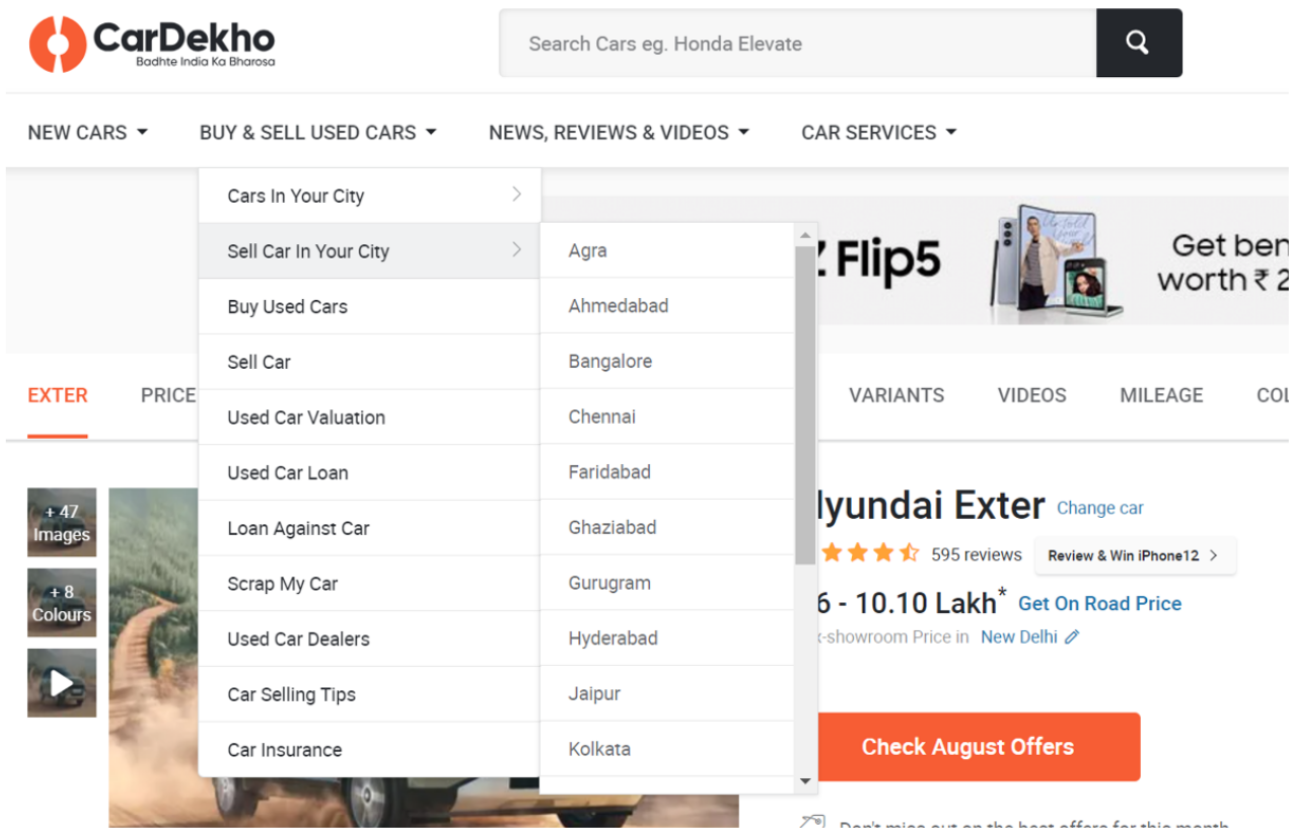 CarDekho
Badhte India Ka Bharosa
Search Cars eg. Honda Elevate
NEW CARS
BUY & SELL USED CARS
NEWS, REVIEWS & VIDEOS
CAR SERVICES
Cars In Your City
Sell Car In Your City
Buy Used Cars
Sell Car
Used Car Valuation
Used Car Loan
Loan Against Car
Scrap My Car
Used Car Dealers
Car Selling Tips
Car Insurance
Agra
Ahmedabad
Bangalore
Chennai
Faridabad
Ghaziabad
Gurugram
Hyderabad
Jaipur
Kolkata
Z Flip5
Get ben
worth ₹ 2
EXTER
PRICE
VARIANTS
VIDEOS
MILEAGE
COL
+ 47
Images
+ 8
Colours
yundai Exter Change car
595 reviews
Review & Win iPhone12
6 - 10.10 Lakh* Get On Road Price
x-showroom Price in New Delhi
Check August Offers
Don't miss out on the best offers for this month